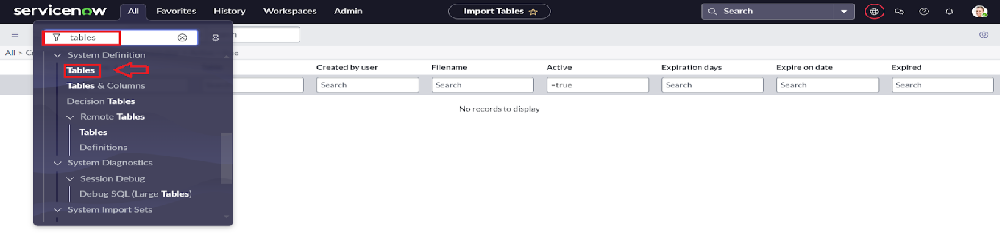 servicenow All Favorites History Workspaces Admin Import Tables Search
tables
All >
System Definition
Created by user Filename Active Expiration days Expire on date Expired
Tables
Search Search =true Search Search Search
Tables & Columns
Decision Tables
No records to display
Remote Tables
Tables
Definitions
System Diagnostics
Session Debug
Debug SQL (Large Tables)
System Import Sets